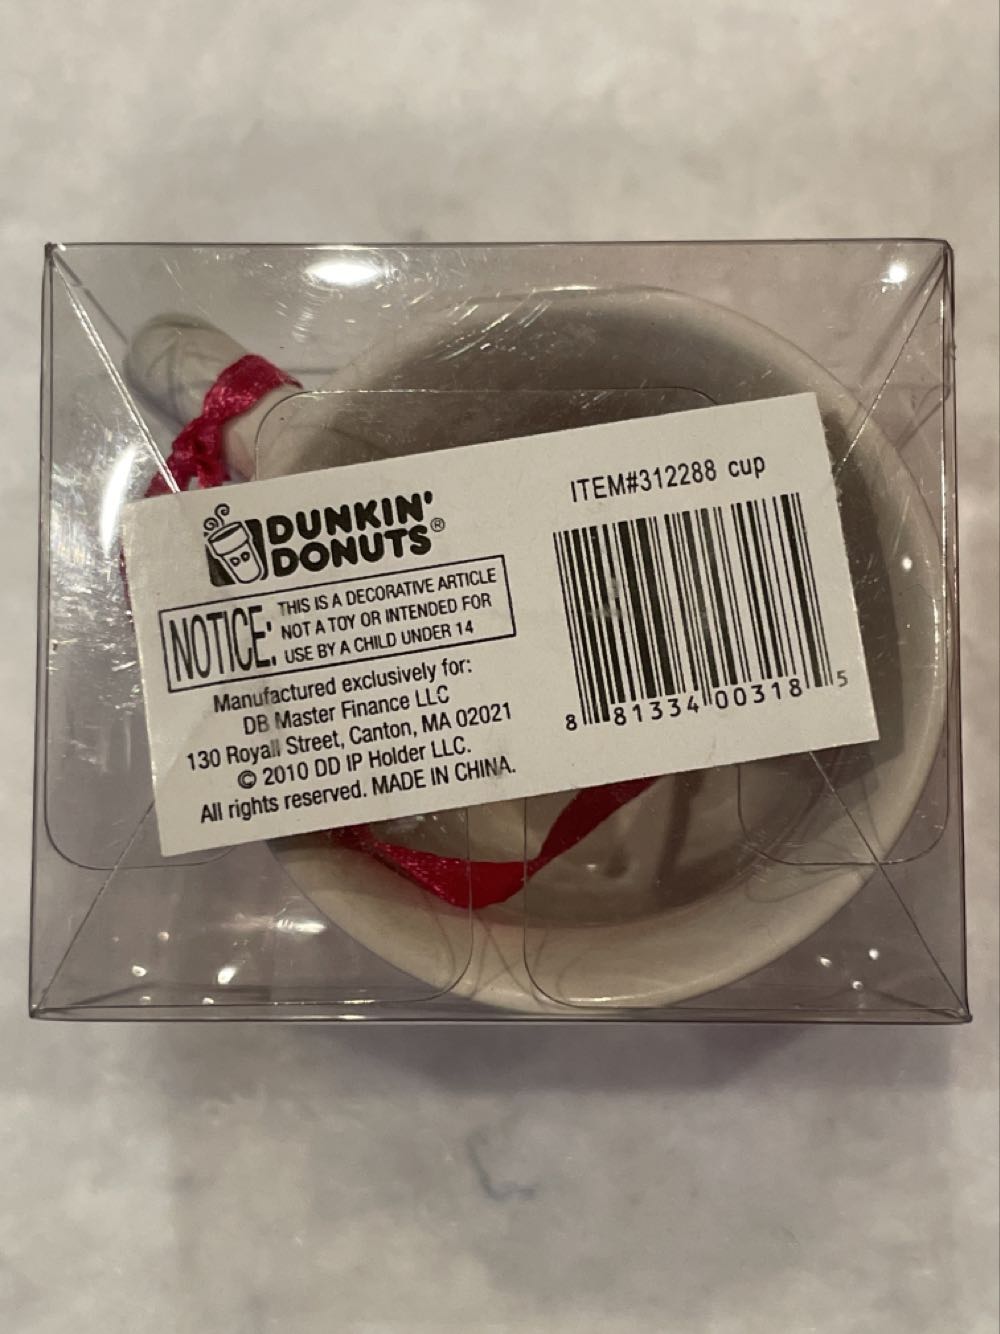 DUNKIN'
DONUTS®
DD
NOTICE: THIS IS A DECORATIVE ARTICLE
NOT A TOY OR INTENDED FOR
USE BY A CHILD UNDER 14
Manufactured exclusively for:
DB Master Finance LLC
130 Royall Street, Canton, MA 02021
© 2010 DD IP Holder LLC.
All rights reserved. MADE IN CHINA.
ITEM#312288 cup
8 81334 00318 5